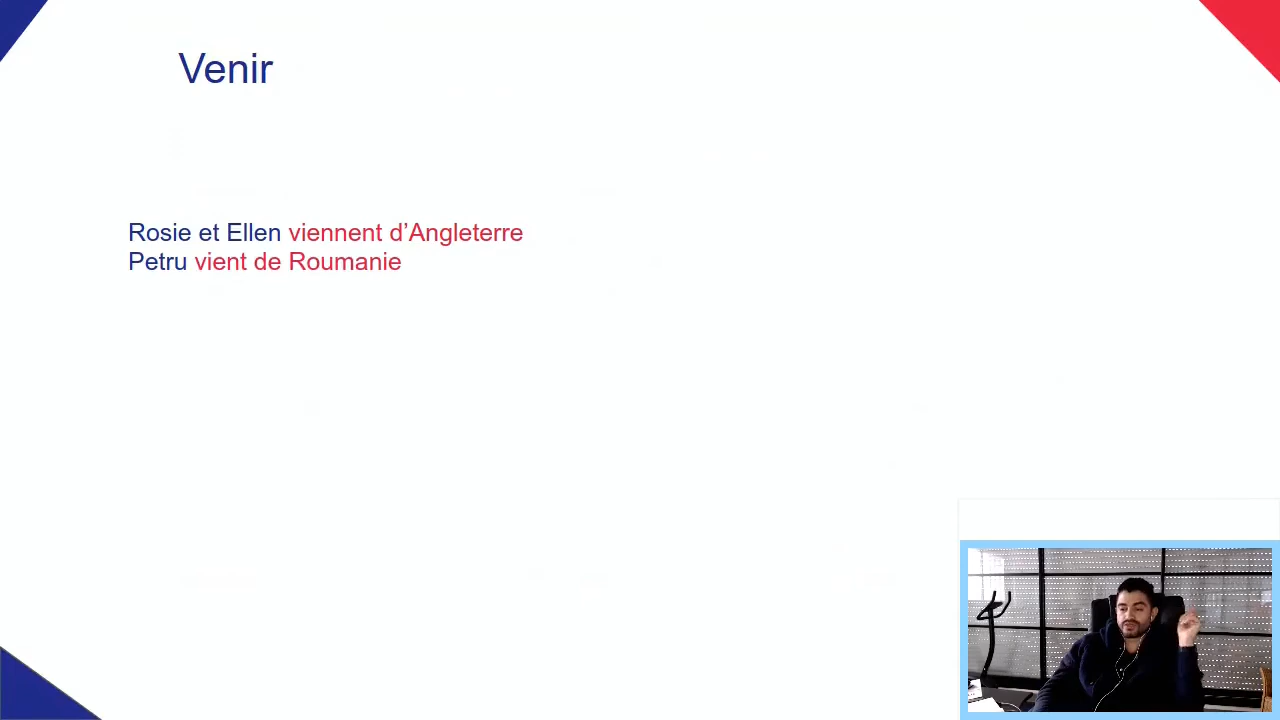 Venir
Rosie et Ellen viennent d’Angleterre
Petru vient de Roumanie